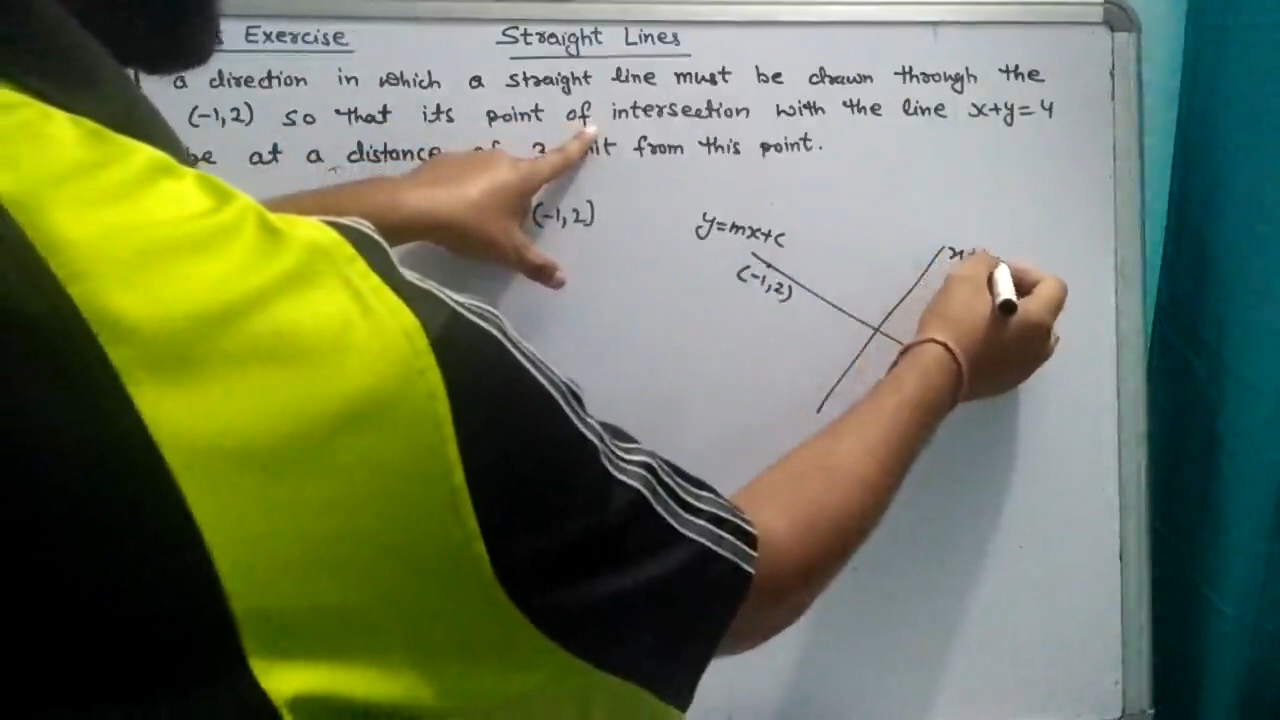 Exercise Straight Lines
a direction in which a straight line must be drawn through the
(-1,2) so that its point of intersection with the line x+y=4
be at a distance from this point.
(-1,2)
y=mx+c
(-1,2)